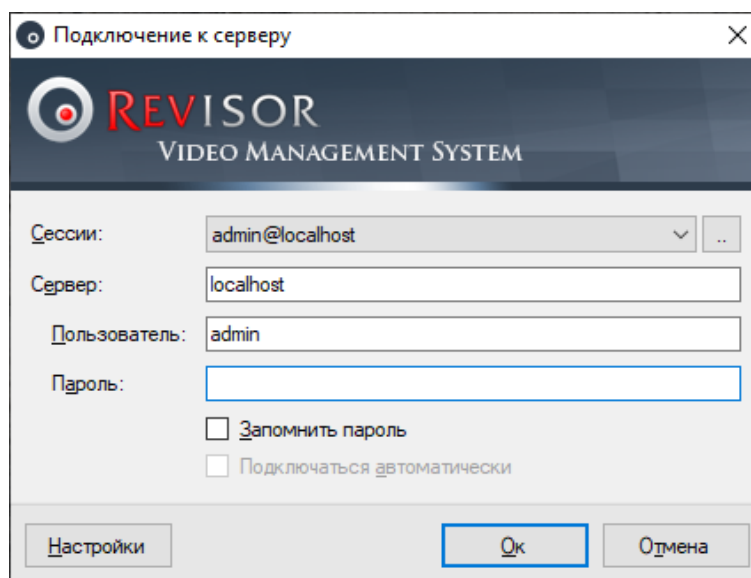 Подключение к серверу
REVISOR
VIDEO MANAGEMENT SYSTEM
Сессии: admin@localhost ..
Сервер: localhost
Пользователь: admin
Пароль:
Запомнить пароль
Подключаться автоматически
Настройки Ок Отмена